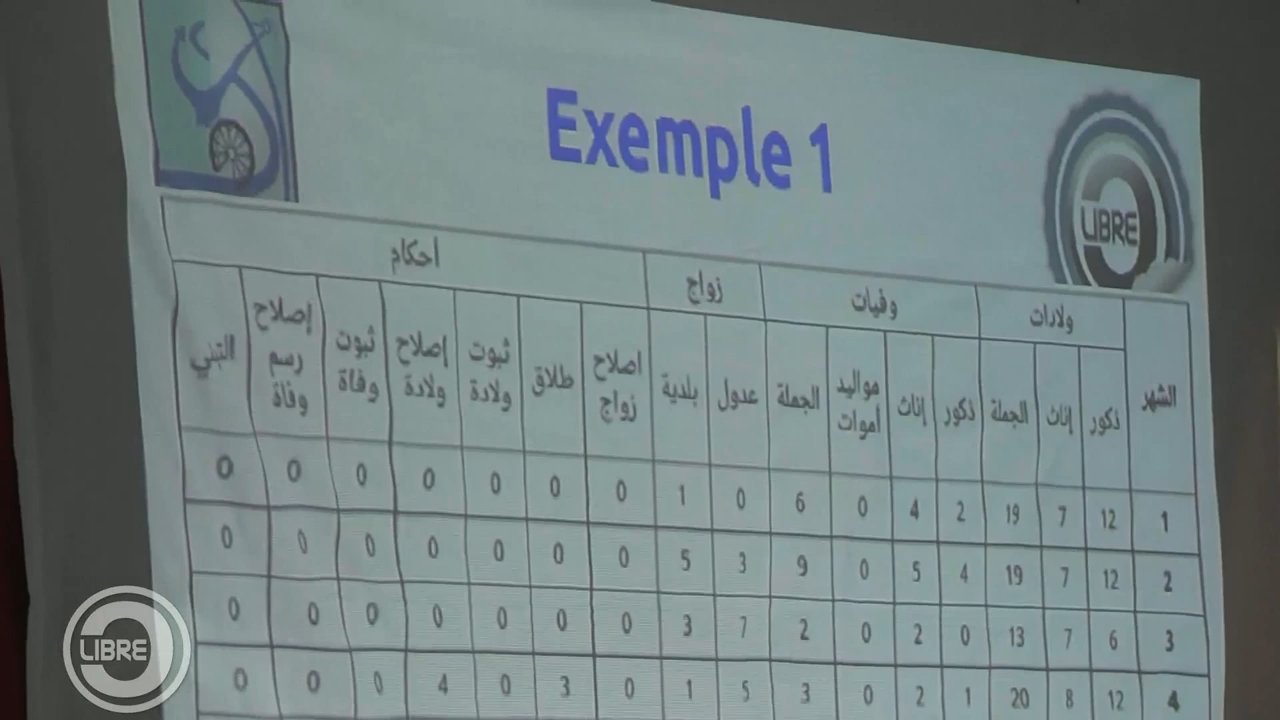 Exemple 1
LIBRE
ولادات وفيات زواج أحكام
الشهر ذكور إناث الجملة ذكور إناث مواليد أموات الجملة عدول بلدية اصلاح زواج طلاق ثبوت ولادة إصلاح ولادة ثبوت وفاة إصلاح رسم وفاة التبني
1 12 7 19 2 4 0 6 0 1 0 0 0 0 0 0 0
2 12 7 19 4 5 0 9 3 5 0 0 0 0 0 0 0
3 6 7 13 0 2 0 2 7 3 0 0 0 0 0 0 0
4 12 8 20 1 2 0 3 5 1 0 3 0 4 0 0 0
LIBRE